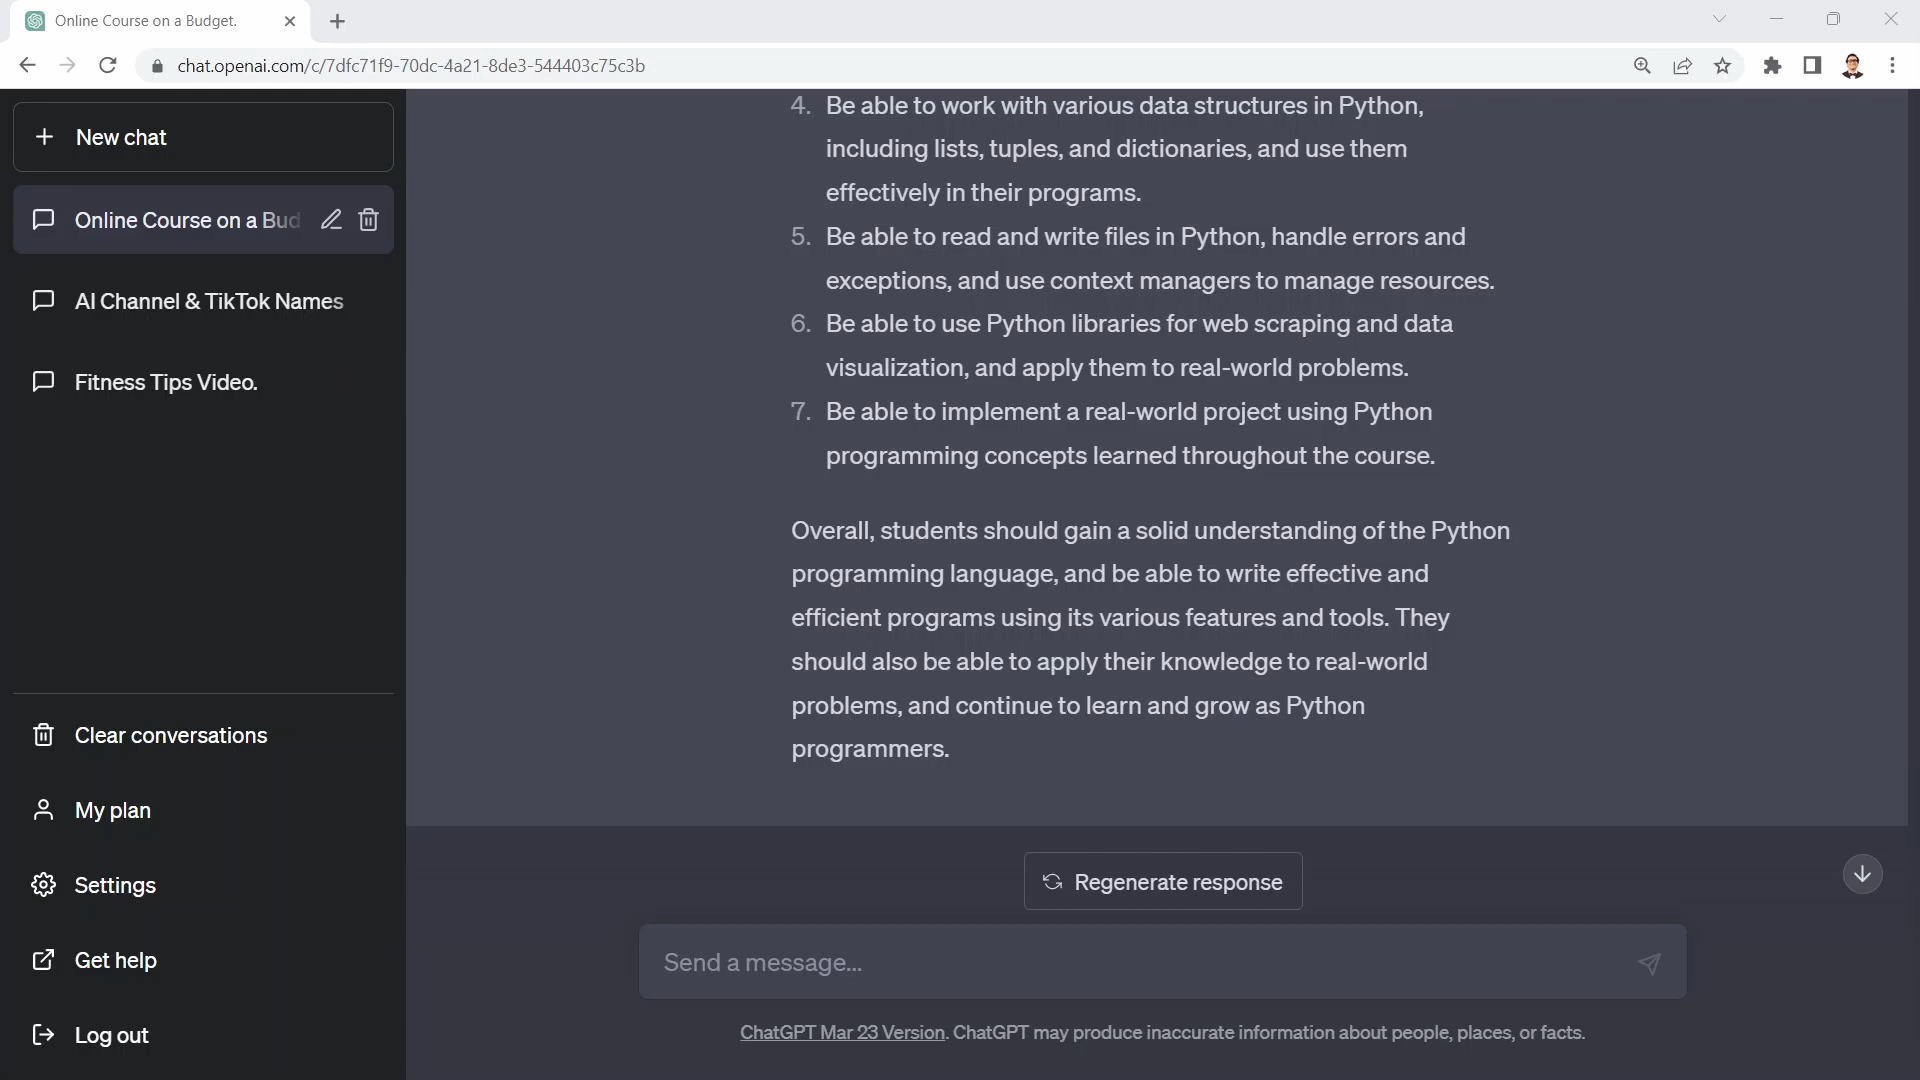 Online Course on a Budget.
chat.openai.com/c/7dfc71f9-70dc-4a21-8de3-544403c75c3b
New chat
Online Course on a Bud
AI Channel & TikTok Names
Fitness Tips Video.
Clear conversations
My plan
Settings
Get help
Log out
4. Be able to work with various data structures in Python,
including lists, tuples, and dictionaries, and use them
effectively in their programs.
5. Be able to read and write files in Python, handle errors and
exceptions, and use context managers to manage resources.
6. Be able to use Python libraries for web scraping and data
visualization, and apply them to real-world problems.
7. Be able to implement a real-world project using Python
programming concepts learned throughout the course.
Overall, students should gain a solid understanding of the Python
programming language, and be able to write effective and
efficient programs using its various features and tools. They
should also be able to apply their knowledge to real-world
problems, and continue to learn and grow as Python
programmers.
Regenerate response
Send a message...
ChatGPT Mar 23 Version. ChatGPT may produce inaccurate information about people, places, or facts.